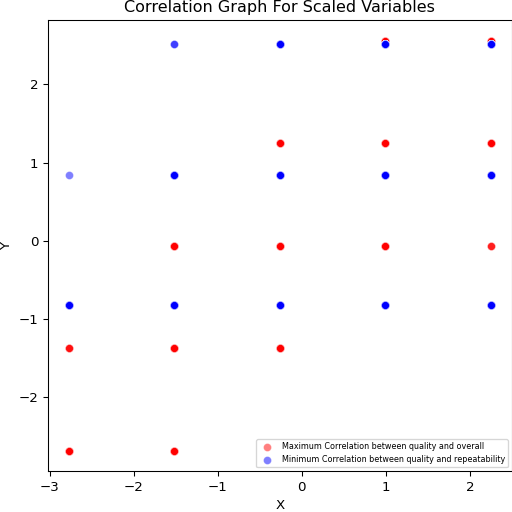 Correlation Graph For Scaled Variables
Y
2
1
0
−1
−2
−3
−2
−1
0
1
2
X
Maximum Correlation between quality and overall
Minimum Correlation between quality and repeatability